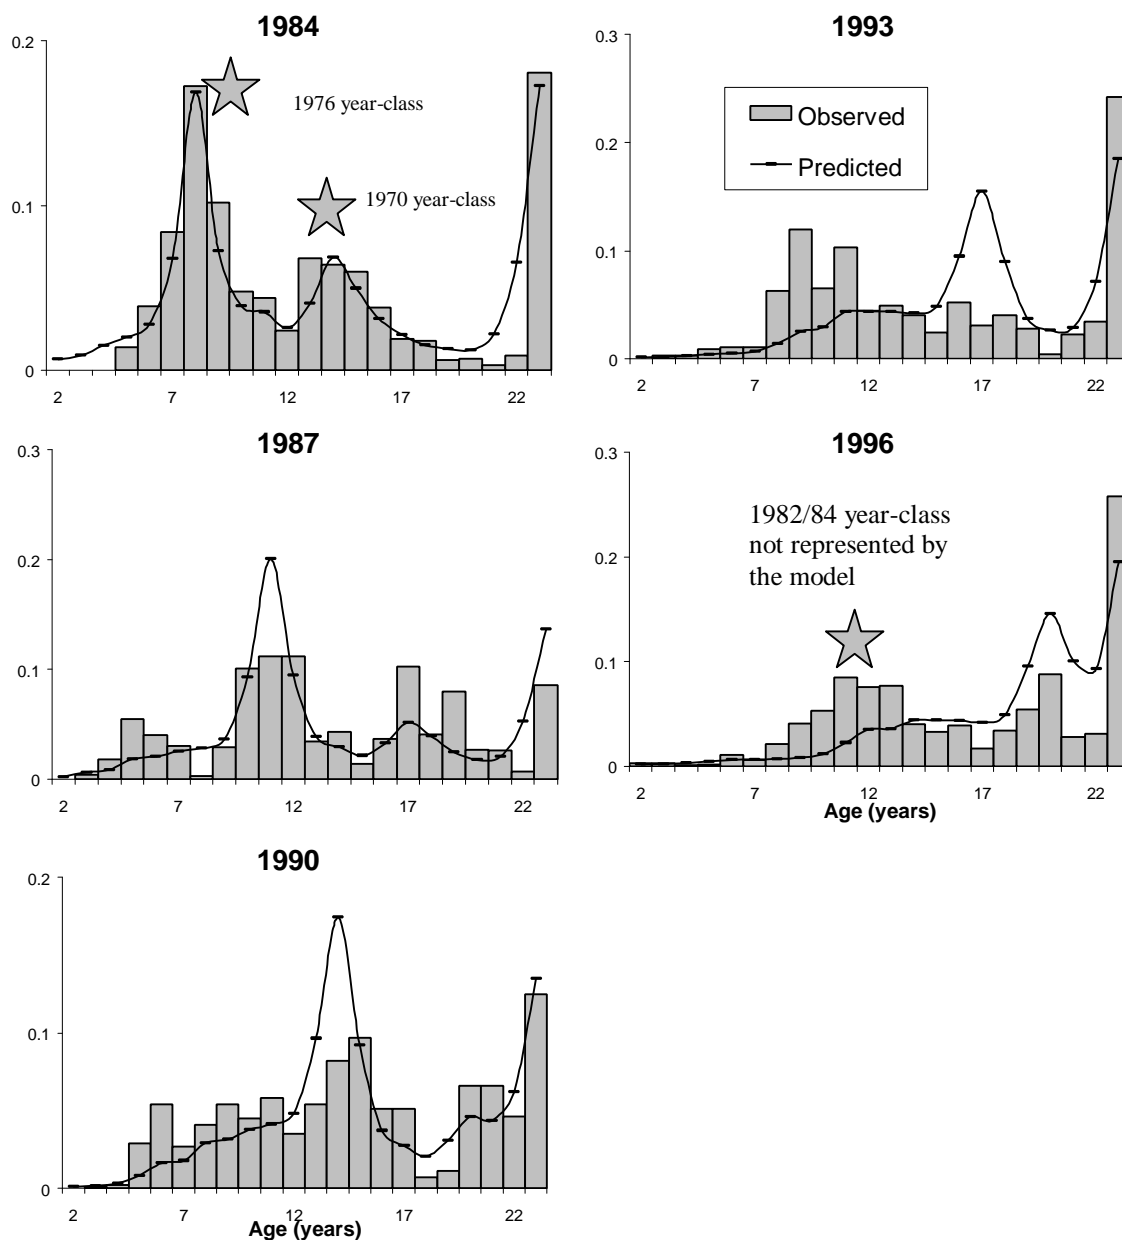 1984
0.2
0.1
0
1976 year-class
1970 year-class
2 7 12 17 22
1993
0.3
0.2
0.1
0
Observed
Predicted
2 7 12 17 22
1987
0.3
0.2
0.1
0
2 7 12 17 22
1996
0.3
0.2
0.1
0
1982/84 year-class
not represented by
the model
2 7 12 17 22
Age (years)
1990
0.2
0.1
0
2 7 12 17 22
Age (years)